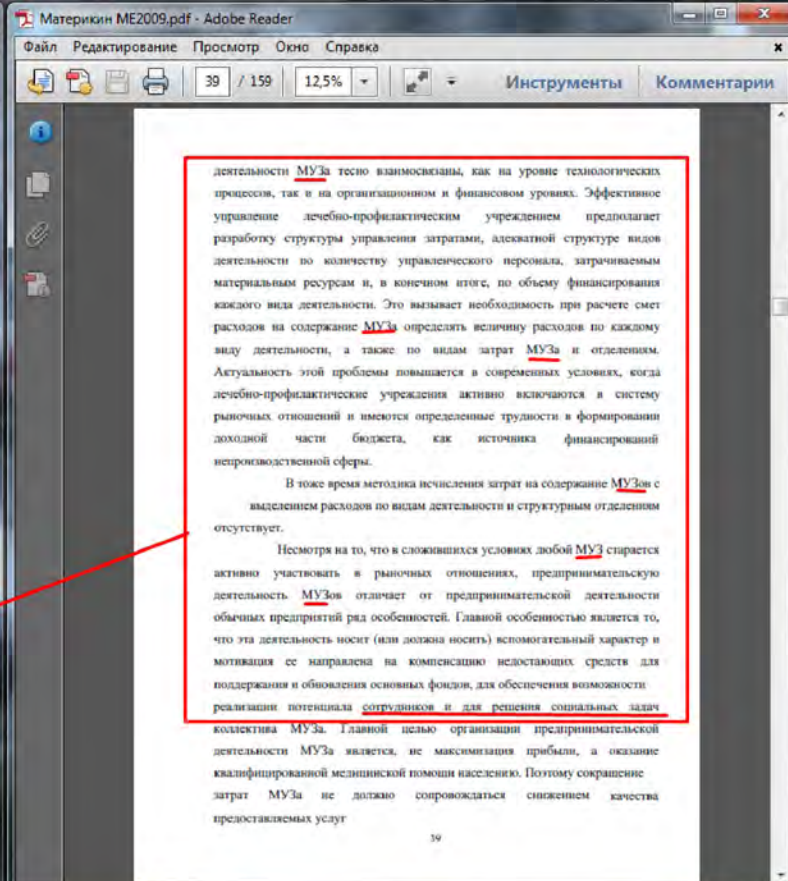 Материкин МЕ2009.pdf - Adobe Reader
Файл Редактирование Просмотр Окно Справка
39 / 159 12,5% Инструменты Комментарии
деятельности МУЗа тесно взаимосвязаны, как на уровне технологических
процессов, так и на организационном и финансовом уровнях. Эффективное
управление лечебно-профилактическим учреждением предполагает
разработку структуры управления затратами, адекватной структуре видов
деятельности по количеству управленческого персонала, затрачиваемым
материальным ресурсам и, в конечном итоге, по объему финансирования
каждого вида деятельности. Это вызывает необходимость при расчете смет
расходов на содержание МУЗа определять величину расходов по каждому
виду деятельности, а также по видам затрат МУЗа и отделениям.
Актуальность этой проблемы повышается в современных условиях, когда
лечебно-профилактические учреждения активно включаются в систему
рыночных отношений и имеются определенные трудности в формировании
доходной части бюджета, как источника финансирований
непроизводственной сферы.
В тоже время методика исчисления затрат на содержание МУЗов с
выделением расходов по видам деятельности и структурным отделениям
отсутствует.
Несмотря на то, что в сложившихся условиях любой МУЗ старается
активно участвовать в рыночных отношениях, предпринимательскую
деятельность МУЗов отличает от предпринимательской деятельности
обычных предприятий ряд особенностей. Главной особенностью является то,
что эта деятельность носит (или должна носить) вспомогательный характер и
мотивация ее направлена на компенсацию недостающих средств для
поддержания и обновления основных фондов, для обеспечения возможности
реализации потенциала сотрудников и для решения социальных задач
коллектива МУЗа. Главной целью организации предпринимательской
деятельности МУЗа является, не максимизация прибыли, а оказание
квалифицированной медицинской помощи населению. Поэтому сокращение
затрат МУЗа не должно сопровождаться снижением качества
предоставляемых услуг
39